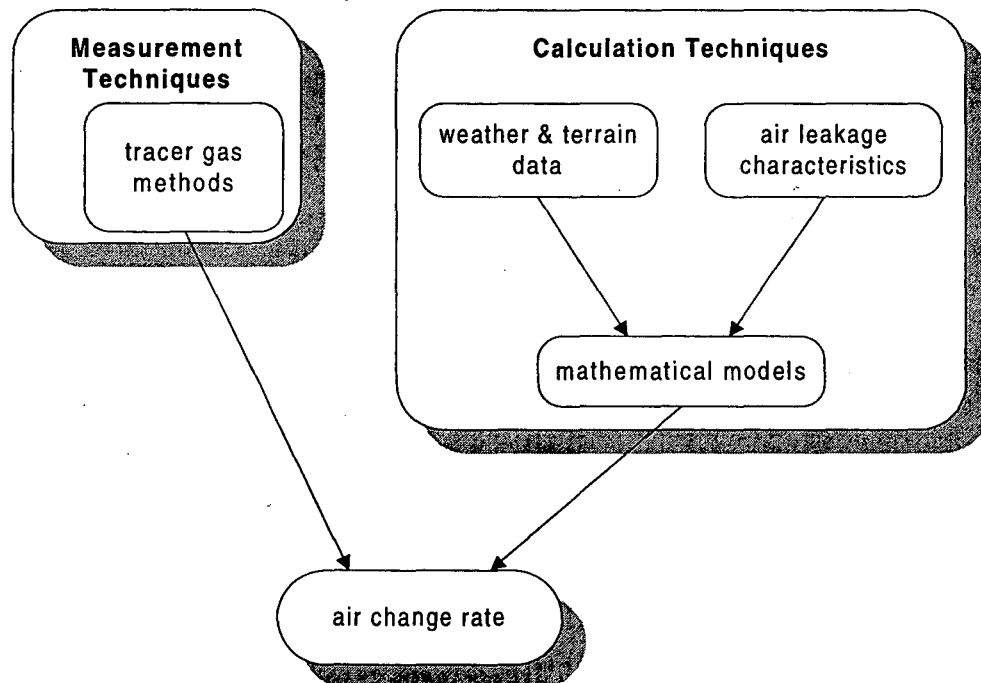 Measurement
Techniques
tracer gas
methods
Calculation Techniques
weather & terrain
data
air leakage
characteristics
mathematical models
air change rate